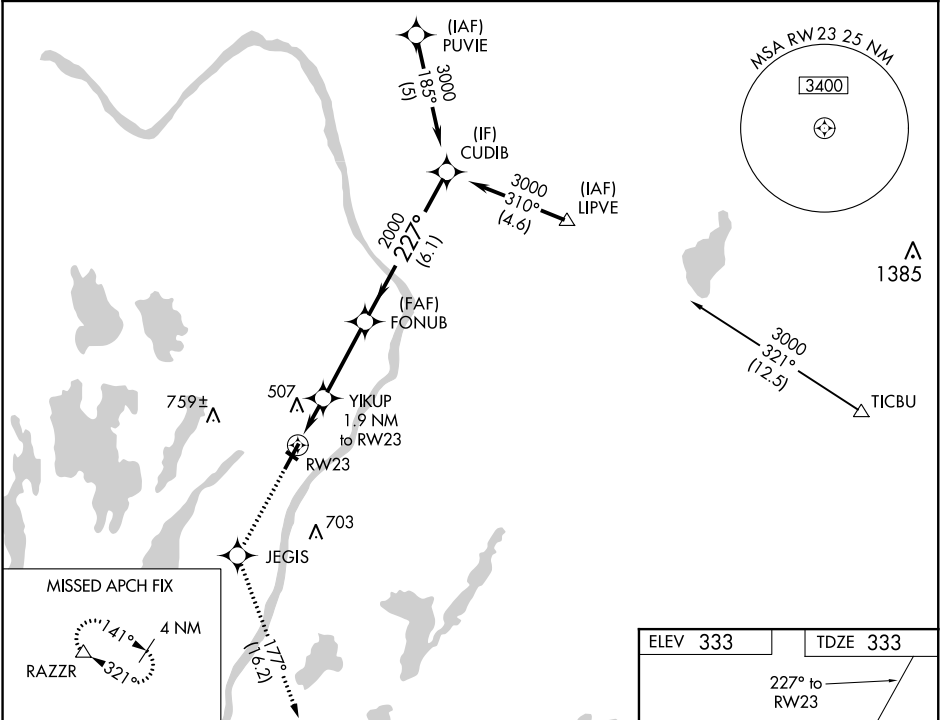 (IAF)
PUVIE
3000
185°
(5)
(IF)
CUDIB
3000
310°
(4.6)
(IAF)
LIPVE
MSA RW23 25 NM
3400
1385
2000
227°
(6.1)
(FAF)
FONUB
3000
321°
(12.5)
TICBU
759±
507
YIKUP
1.9 NM
to RW23
RW23
703
JEGIS
177°
(16.2)
MISSED APCH FIX
141°
4 NM
321°
RAZZR
ELEV 333
TDZE 333
227° to
RW23